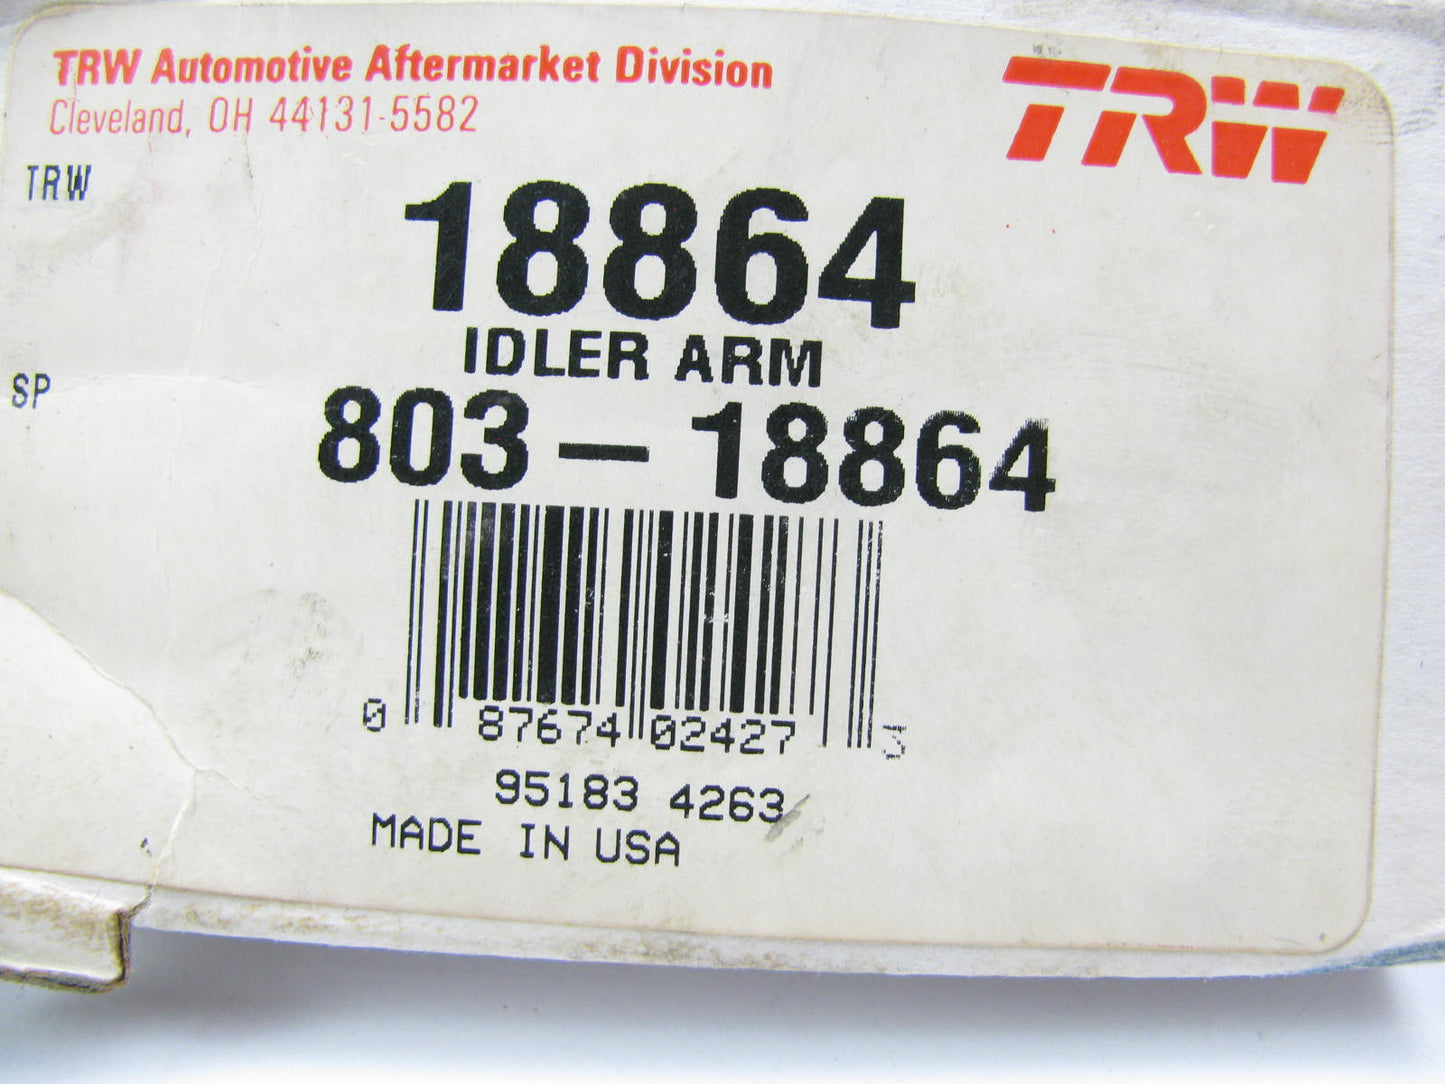 TRW Automotive Aftermarket Division
Cleveland, OH 44131-5582
TRW
TRW
18864
IDLER ARM
SP
803-18864
0 87674 02427
95183 4263
MADE IN USA